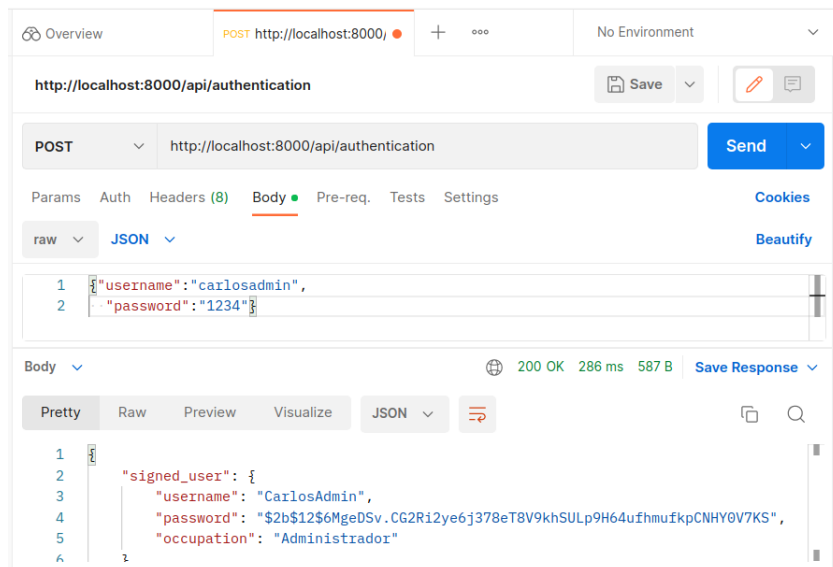 Overview POST http://localhost:8000/ No Environment
http://localhost:8000/api/authentication Save
POST http://localhost:8000/api/authentication Send
Params Auth Headers (8) Body Pre-req. Tests Settings Cookies
raw JSON Beautify
1 {"username":"carlosadmin",
2 "password":"1234"}
Body 200 OK 286 ms 587 B Save Response
Pretty Raw Preview Visualize JSON
1 {
2 "signed_user": {
3 "username": "CarlosAdmin",
4 "password": "$2b$12$6MgeDSv.CG2Ri2ye6j378eT8V9khSULp9H64ufhmufkpCNHY0V7KS",
5 "occupation": "Administrador"
6 }